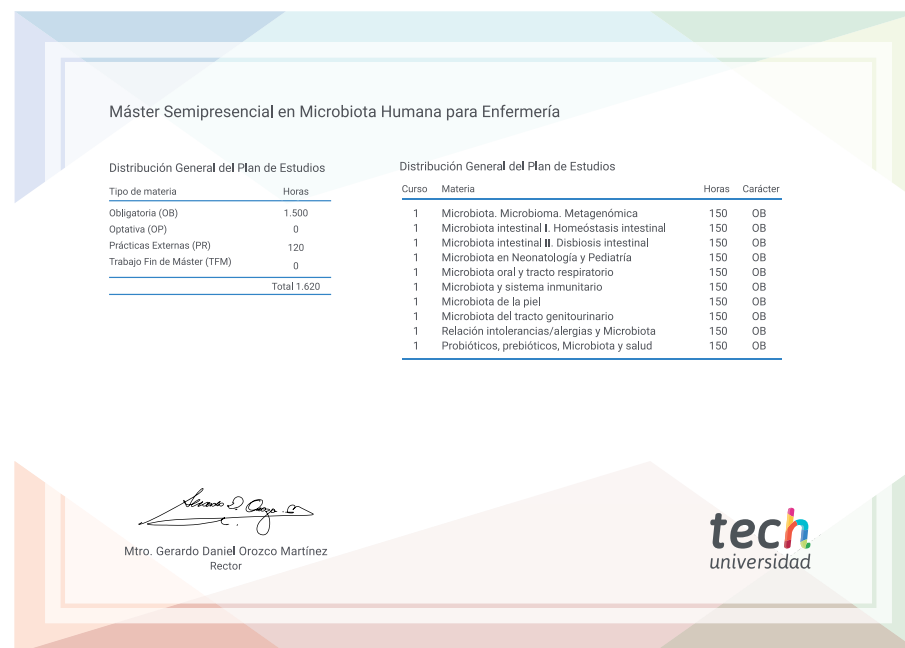 Máster Semipresencial en Microbiota Humana para Enfermería
Distribución General del Plan de Estudios
Tipo de materia Horas
Obligatoria (OB) 1.500
Optativa (OP) 0
Prácticas Externas (PR) 120
Trabajo Fin de Máster (TFM) 0
Total 1.620
Distribución General del Plan de Estudios
Curso Materia Horas Carácter
1 Microbiota. Microbioma. Metagenómica 150 OB
1 Microbiota intestinal I. Homeóstasis intestinal 150 OB
1 Microbiota intestinal II. Disbiosis intestinal 150 OB
1 Microbiota en Neonatología y Pediatría 150 OB
1 Microbiota oral y tracto respiratorio 150 OB
1 Microbiota y sistema inmunitario 150 OB
1 Microbiota de la piel 150 OB
1 Microbiota del tracto genitourinario 150 OB
1 Relación intolerancias/alergias y Microbiota 150 OB
1 Probióticos, prebióticos, Microbiota y salud 150 OB
Mtro. Gerardo Daniel Orozco Martínez
Rector
tech
universidad